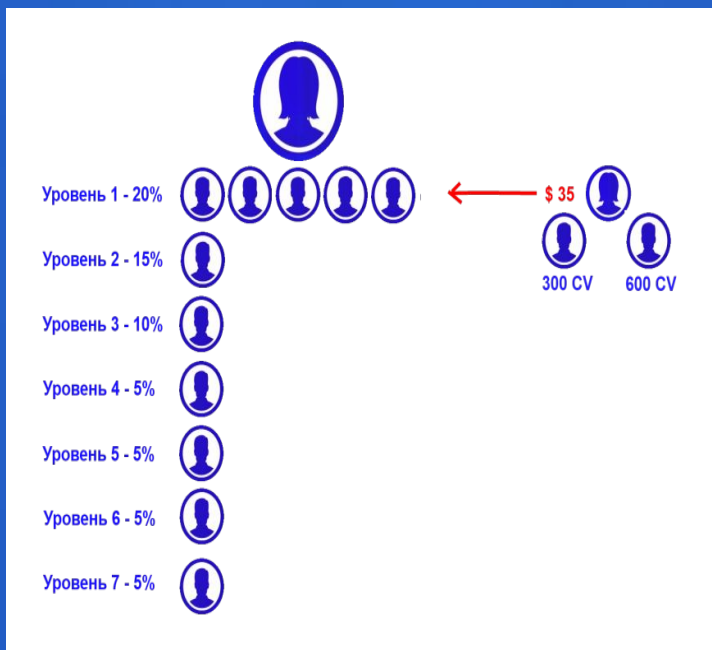 Уровень 1 - 20%
$ 35
300 CV 600 CV
Уровень 2 - 15%
Уровень 3 - 10%
Уровень 4 - 5%
Уровень 5 - 5%
Уровень 6 - 5%
Уровень 7 - 5%